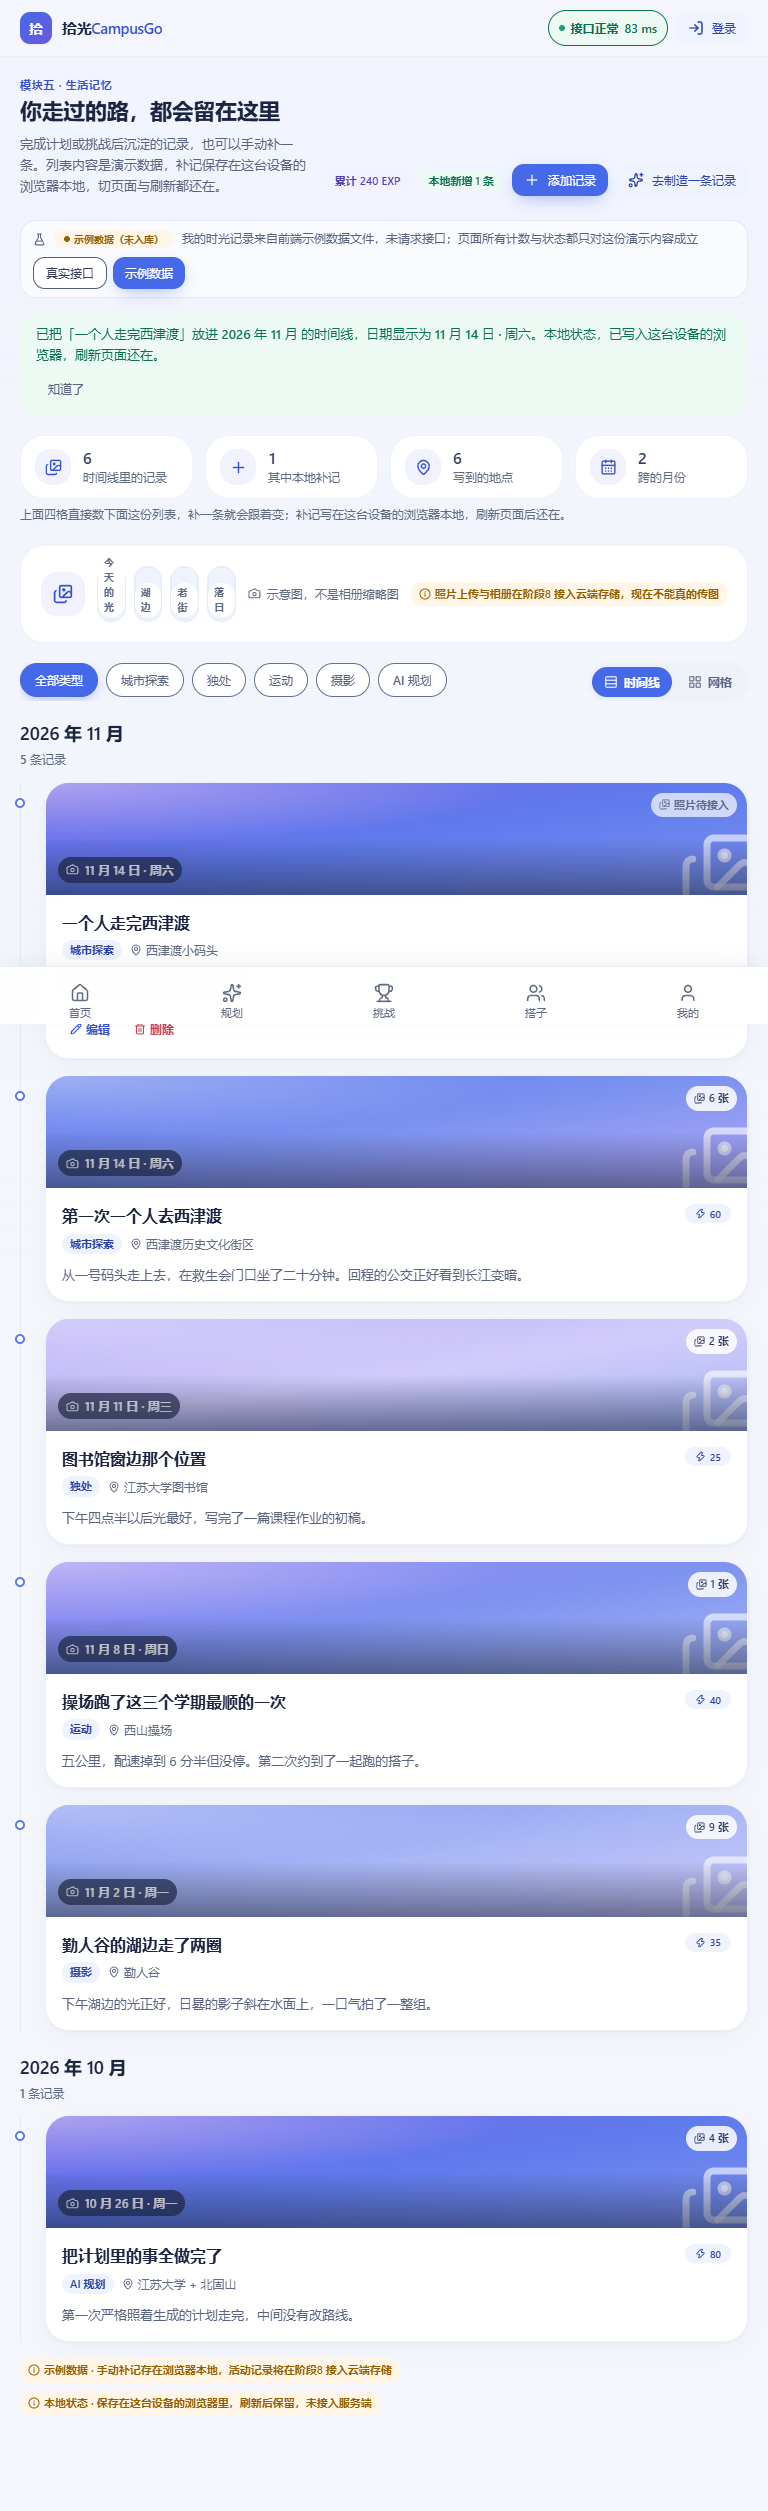 拾 拾光CampusGo
接口正常 83 ms
登录
模块五 · 生活记忆
你走过的路，都会留在这里
完成计划或挑战后沉淀的记录，也可以手动补一
条。列表内容是演示数据，补记保存在这台设备的
浏览器本地，切页面与刷新都还在。
累计 240 EXP
本地新增 1 条
添加记录
去制造一条记录
示例数据（未入库）
我的时光记录来自前端示例数据文件，未请求接口；页面所有计数与状态都只对这份演示内容成立
真实接口
示例数据
已把「一个人走完西津渡」放进 2026 年 11 月 的时间线，日期显示为 11 月 14 日 · 周六。本地状态，已写入这台设备的浏
览器，刷新页面还在。
知道了
6
时间线里的记录
1
其中本地补记
6
写到的地点
2
跨的月份
上面四格直接数下面这份列表，补一条就会跟着变；补记写在这台设备的浏览器本地，刷新页面后还在。
今天的光
湖边
老街
落日
示意图，不是相册缩略图
照片上传与相册在阶段8 接入云端存储，现在不能真的传图
全部类型
城市探索
独处
运动
摄影
AI 规划
时间线
网格
2026 年 11 月
5 条记录
照片待接入
11 月 14 日 · 周六
一个人走完西津渡
城市探索
西津渡小码头
首页
规划
挑战
搭子
我的
编辑
删除
6 张
11 月 14 日 · 周六
第一次一个人去西津渡
60
城市探索
西津渡历史文化街区
从一号码头走上去，在救生会门口坐了二十分钟。回程的公交正好看到长江变暗。
2 张
11 月 11 日 · 周三
图书馆窗边那个位置
25
独处
江苏大学图书馆
下午四点半以后光最好，写完了一篇课程作业的初稿。
1 张
11 月 8 日 · 周日
操场跑了这三个学期最顺的一次
40
运动
西山操场
五公里，配速掉到 6 分半但没停。第二次约到了一起跑的搭子。
9 张
11 月 2 日 · 周一
勤人谷的湖边走了两圈
35
摄影
勤人谷
下午湖边的光正好，日晷的影子斜在水面上，一口气拍了一整组。
2026 年 10 月
1 条记录
4 张
10 月 26 日 · 周一
把计划里的事全做完了
80
AI 规划
江苏大学 + 北固山
第一次严格照着生成的计划走完，中间没有改路线。
示例数据 · 手动补记存在浏览器本地，活动记录将在阶段8 接入云端存储
本地状态 · 保存在这台设备的浏览器里，刷新后保留，未接入服务端